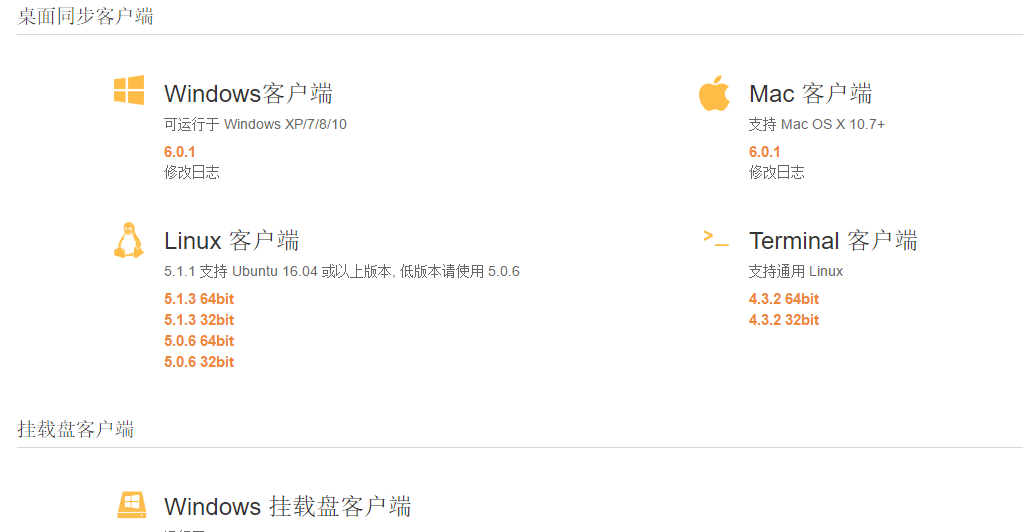 桌面同步客户端
Windows客户端
可运行于 Windows XP/7/8/10
6.0.1
修改日志
Mac 客户端
支持 Mac OS X 10.7+
6.0.1
修改日志
Linux 客户端
5.1.1 支持 Ubuntu 16.04 或以上版本, 低版本请使用 5.0.6
5.1.3 64bit
5.1.3 32bit
5.0.6 64bit
5.0.6 32bit
Terminal 客户端
支持通用 Linux
4.3.2 64bit
4.3.2 32bit
挂载盘客户端
Windows 挂载盘客户端